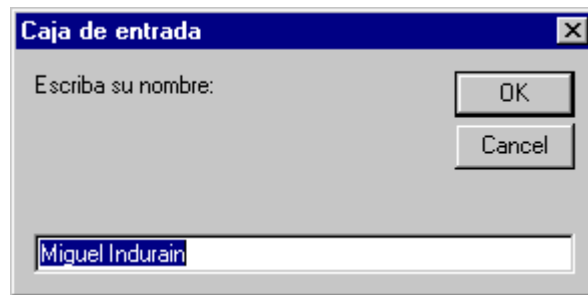 Caja de entrada
Escriba su nombre:
OK
Cancel
Miguel Indurain